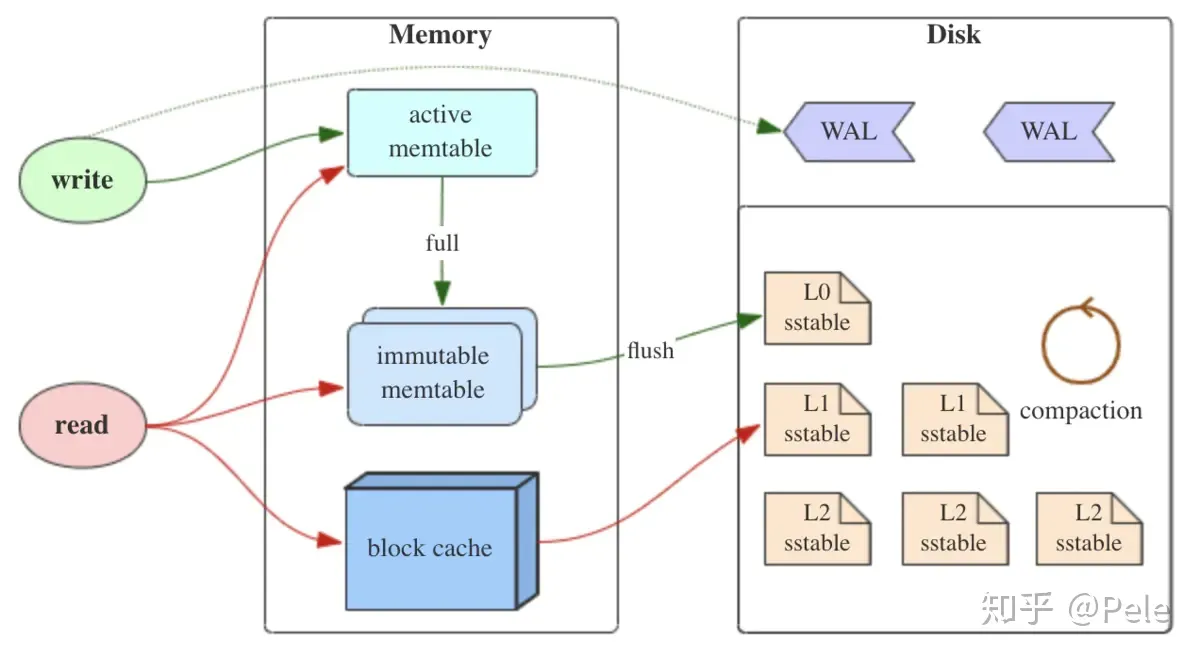 Memory
Disk
active
memtable
WAL
WAL
write
full
L0
sstable
immutable
memtable
flush
L1
sstable
L1
sstable
compaction
read
L2
sstable
L2
sstable
L2
sstable
block cache
知乎 @Pele